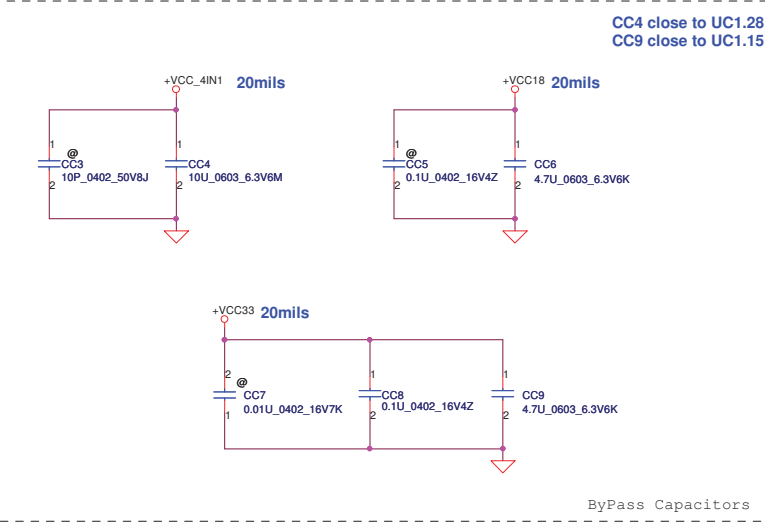 CC4 close to UC1.28
CC9 close to UC1.15
+VCC_4IN1 20mils
1
@
CC3
10P_0402_50V8J
2
1
CC4
10U_0603_6.3V6M
2
+VCC18 20mils
1
@
CC5
0.1U_0402_16V4Z
2
1
CC6
4.7U_0603_6.3V6K
2
+VCC33 20mils
2
@
CC7
0.01U_0402_16V7K
1
1
CC8
0.1U_0402_16V4Z
2
1
CC9
4.7U_0603_6.3V6K
2
ByPass Capacitors